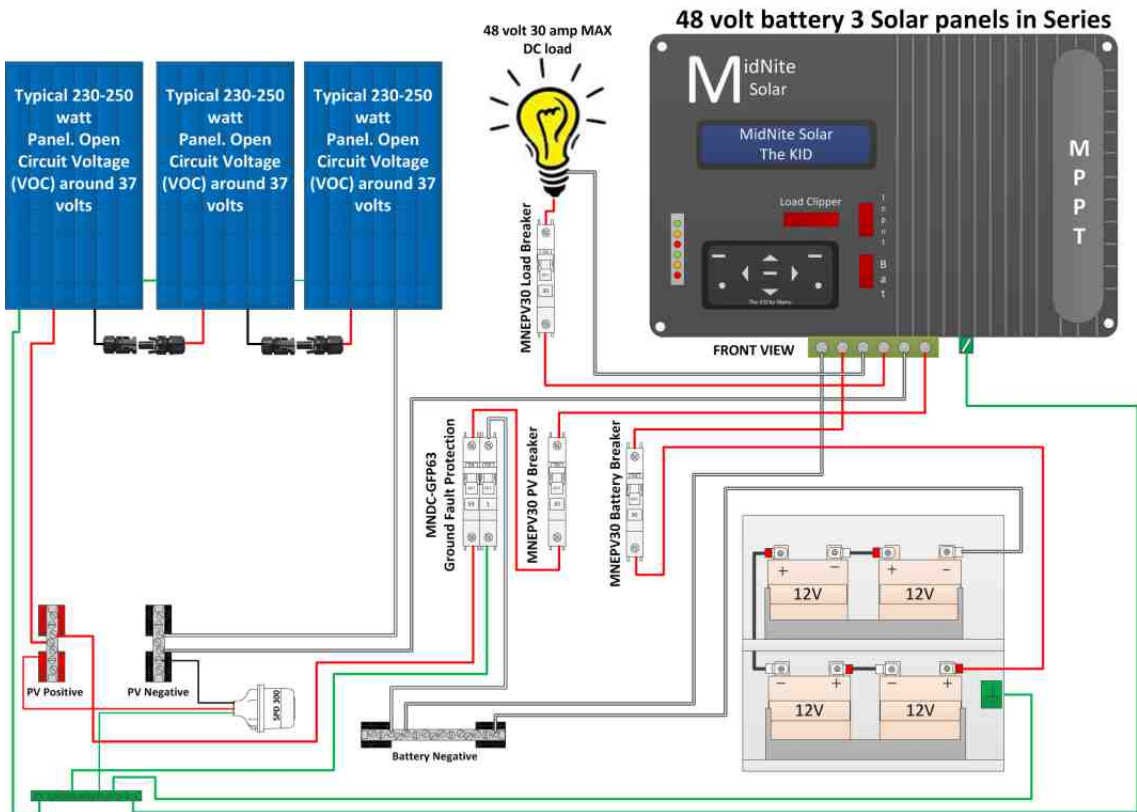 48 volt battery 3 Solar panels in Series
48 volt 30 amp MAX
DC load
Typical 230-250
watt
Panel. Open
Circuit Voltage
(VOC) around 37
volts
Typical 230-250
watt
Panel. Open
Circuit Voltage
(VOC) around 37
volts
Typical 230-250
watt
Panel. Open
Circuit Voltage
(VOC) around 37
volts
MidNite
Solar
MidNite Solar
The KID
MPPT
Load Clipper
Input
Bat
FRONT VIEW
MNEPV30 Load Breaker
MNDC-GFP63
Ground Fault Protection
MNEPV30 PV Breaker
MNEPV30 Battery Breaker
+ − + −
12V 12V
− + − +
12V 12V
PV Positive
PV Negative
SPD 300
Battery Negative